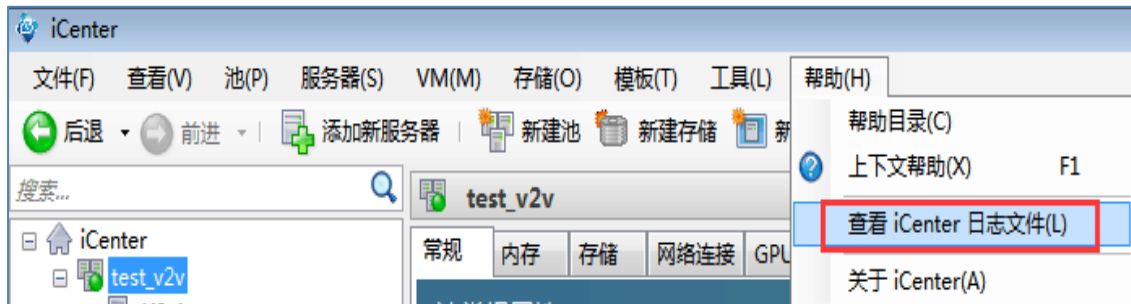 iCenter
文件(F) 查看(V) 池(P) 服务器(S) VM(M) 存储(O) 模板(T) 工具(L) 帮助(H)
后退 前进 添加新服务器 新建池 新建存储 新
帮助目录(C)
上下文帮助(X) F1
查看 iCenter 日志文件(L)
关于 iCenter(A)
搜索...
test_v2v
iCenter
常规 内存 存储 网络连接 GPU
test_v2v